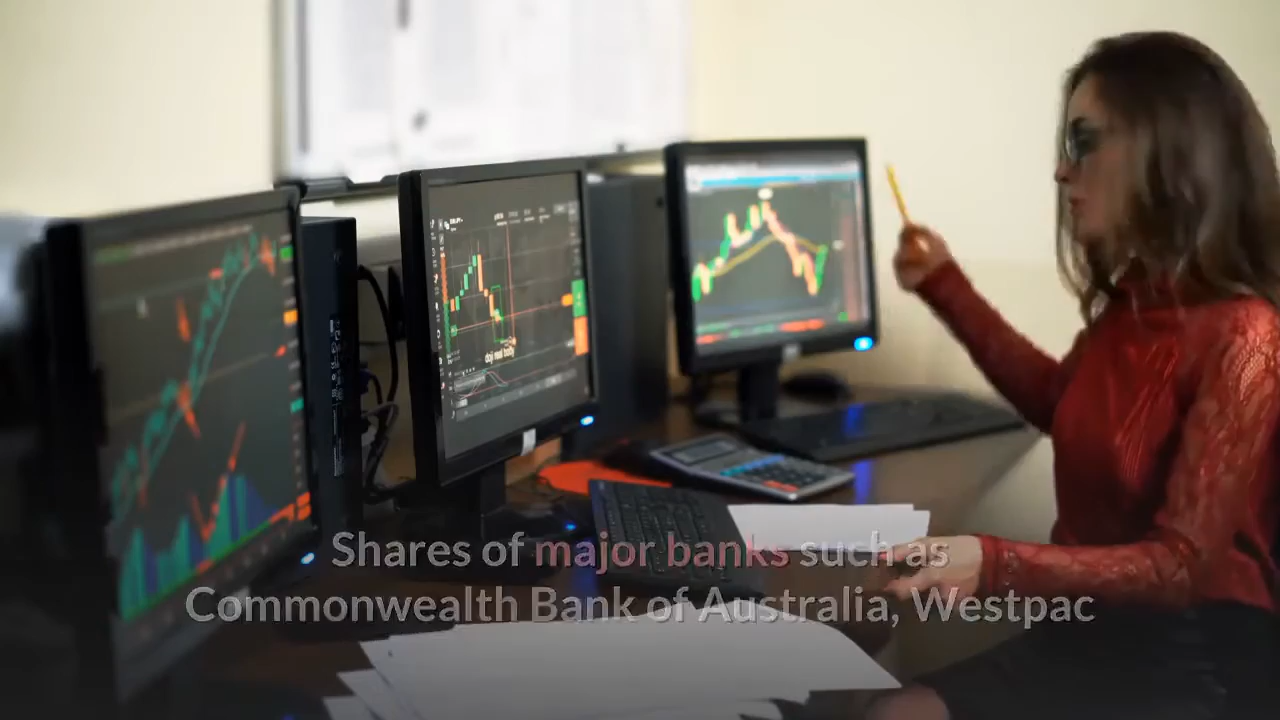 Shares of major banks such as
Commonwealth Bank of Australia, Westpac